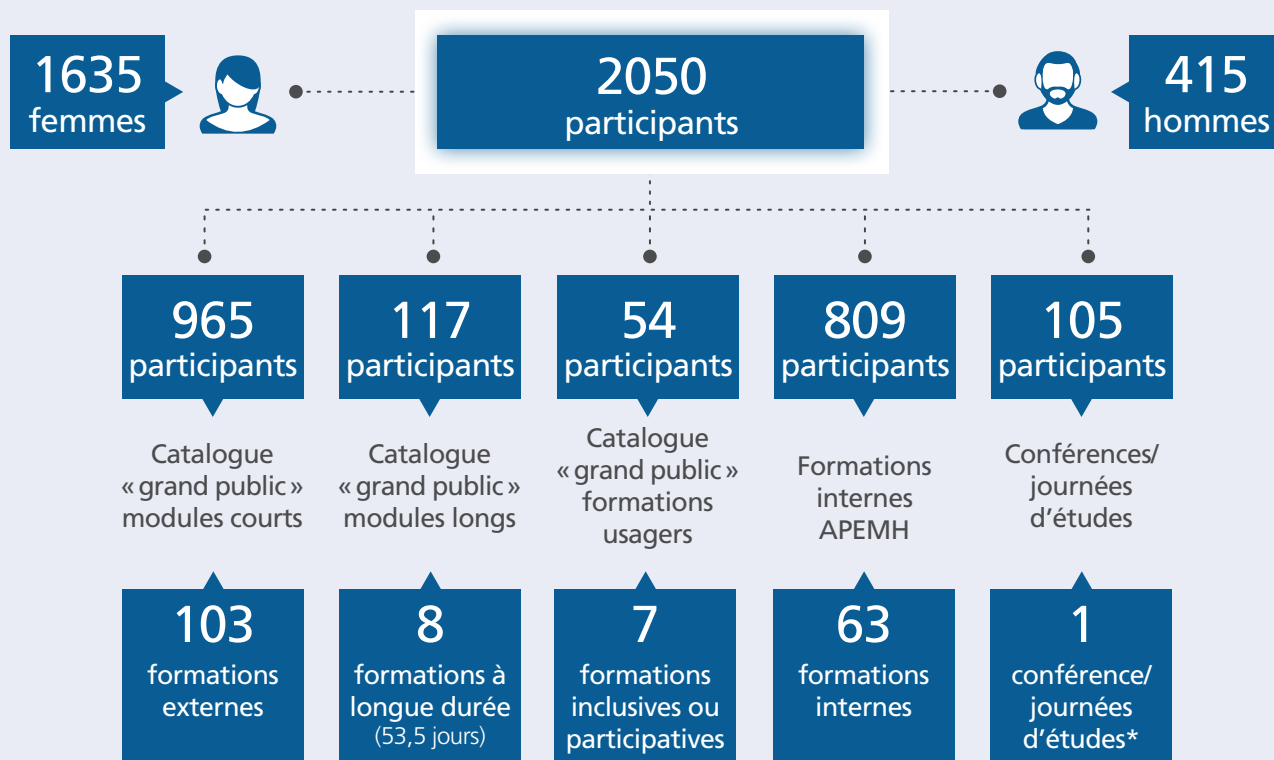 1635
femmes
2050
participants
415
hommes
965
participants
117
participants
54
participants
809
participants
105
participants
Catalogue
« grand public »
modules courts
Catalogue
« grand public »
modules longs
Catalogue
« grand public »
formations
usagers
Formations
internes
APEMH
Conférences/
journées
d'études
103
formations
externes
8
formations à
longue durée
(53,5 jours)
7
formations
inclusives ou
participatives
63
formations
internes
1
conférence/
journées
d'études*